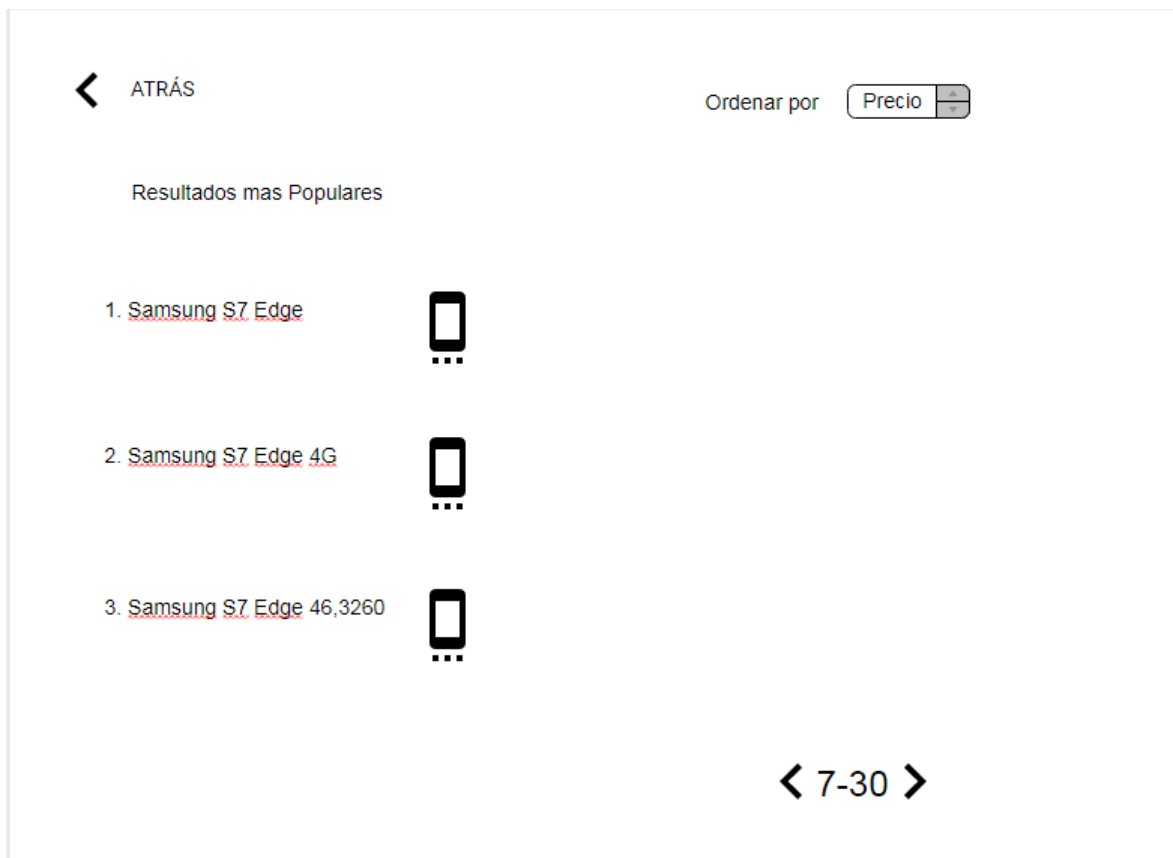 ATRÁS
Ordenar por Precio
Resultados mas Populares
1. Samsung S7 Edge
2. Samsung S7 Edge 4G
3. Samsung S7 Edge 46,3260
7-30